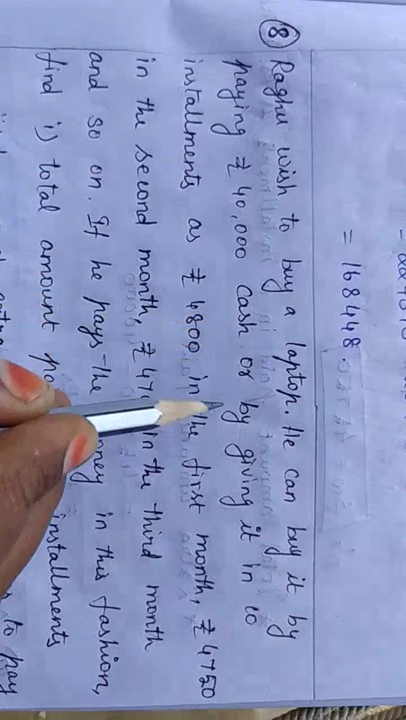 = 168448.
⑧ Raghu wish to buy a laptop. He can buy it by
paying ₹ 40,000 cash or by giving it in 10
installments as ₹ 4800 in the first month, ₹ 4750
in the second month, ₹ 47 in the third month
and so on. If he pays the in this fashion,
find i) total amount installments
to pay